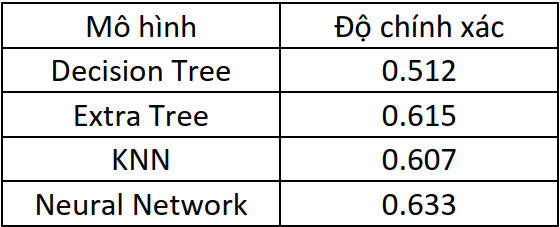 Mô hình Độ chính xác
Decision Tree 0.512
Extra Tree 0.615
KNN 0.607
Neural Network 0.633